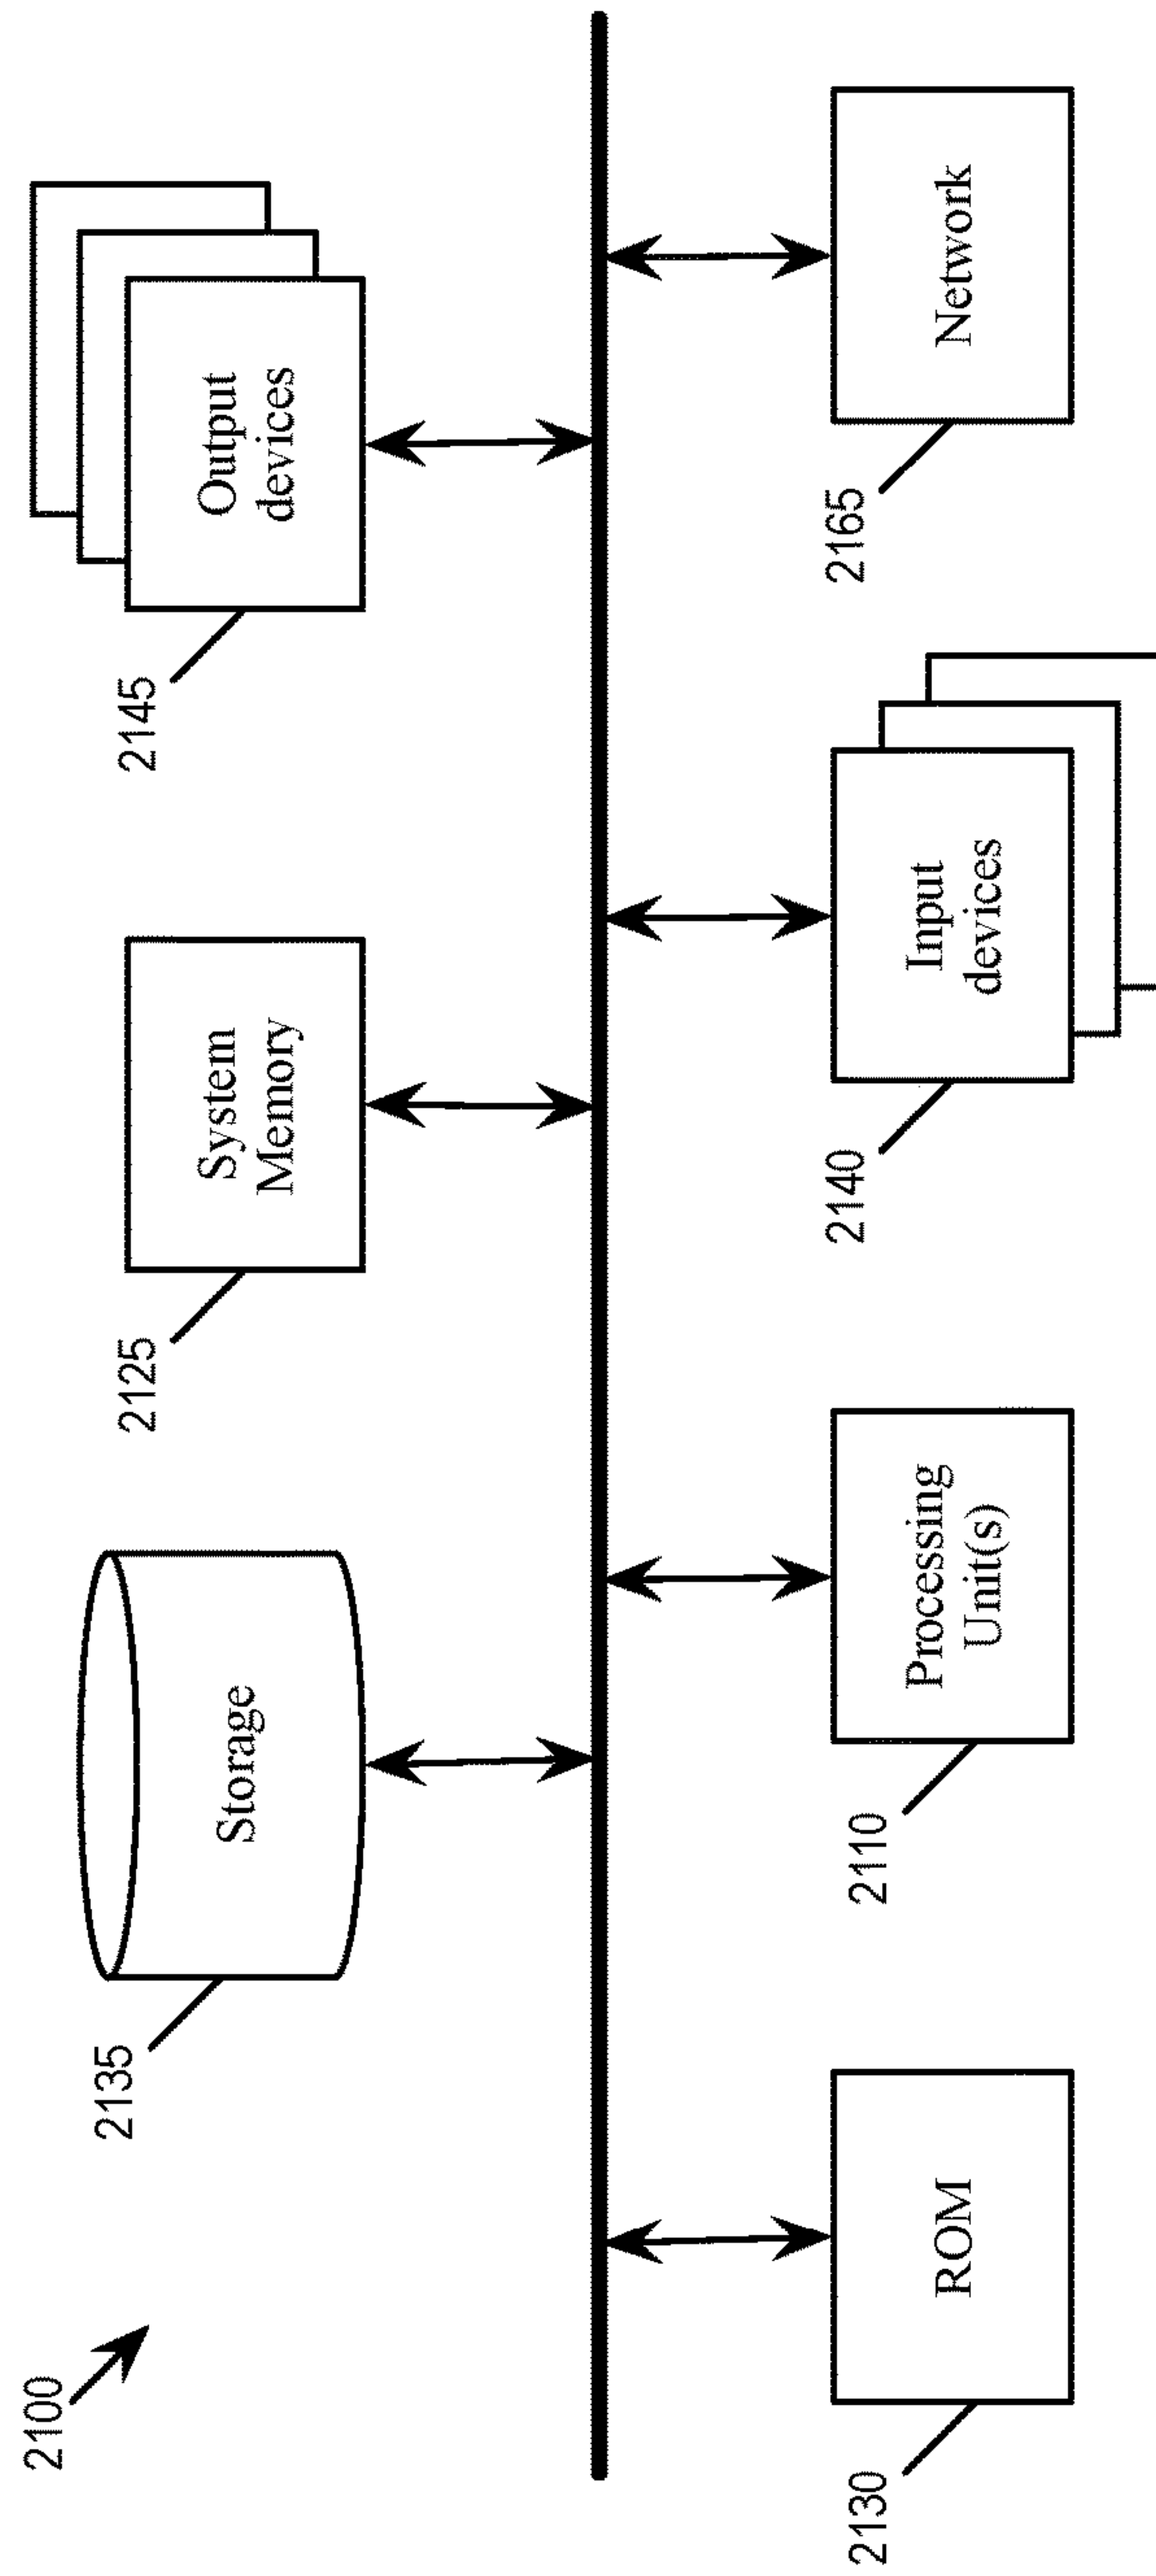 2100
2135
Storage
2125
System
Memory
2145
Output
devices
2130
ROM
2110
Processing
Unit(s)
2140
Input
devices
2165
Network